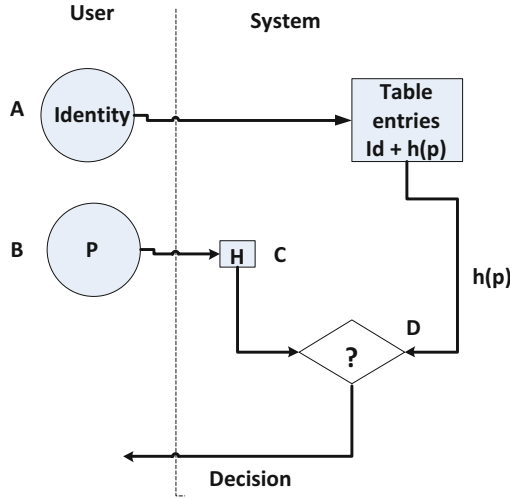 User
System
A
Identity
Table
entries
Id + h(p)
B
P
H
C
h(p)
D
?
Decision